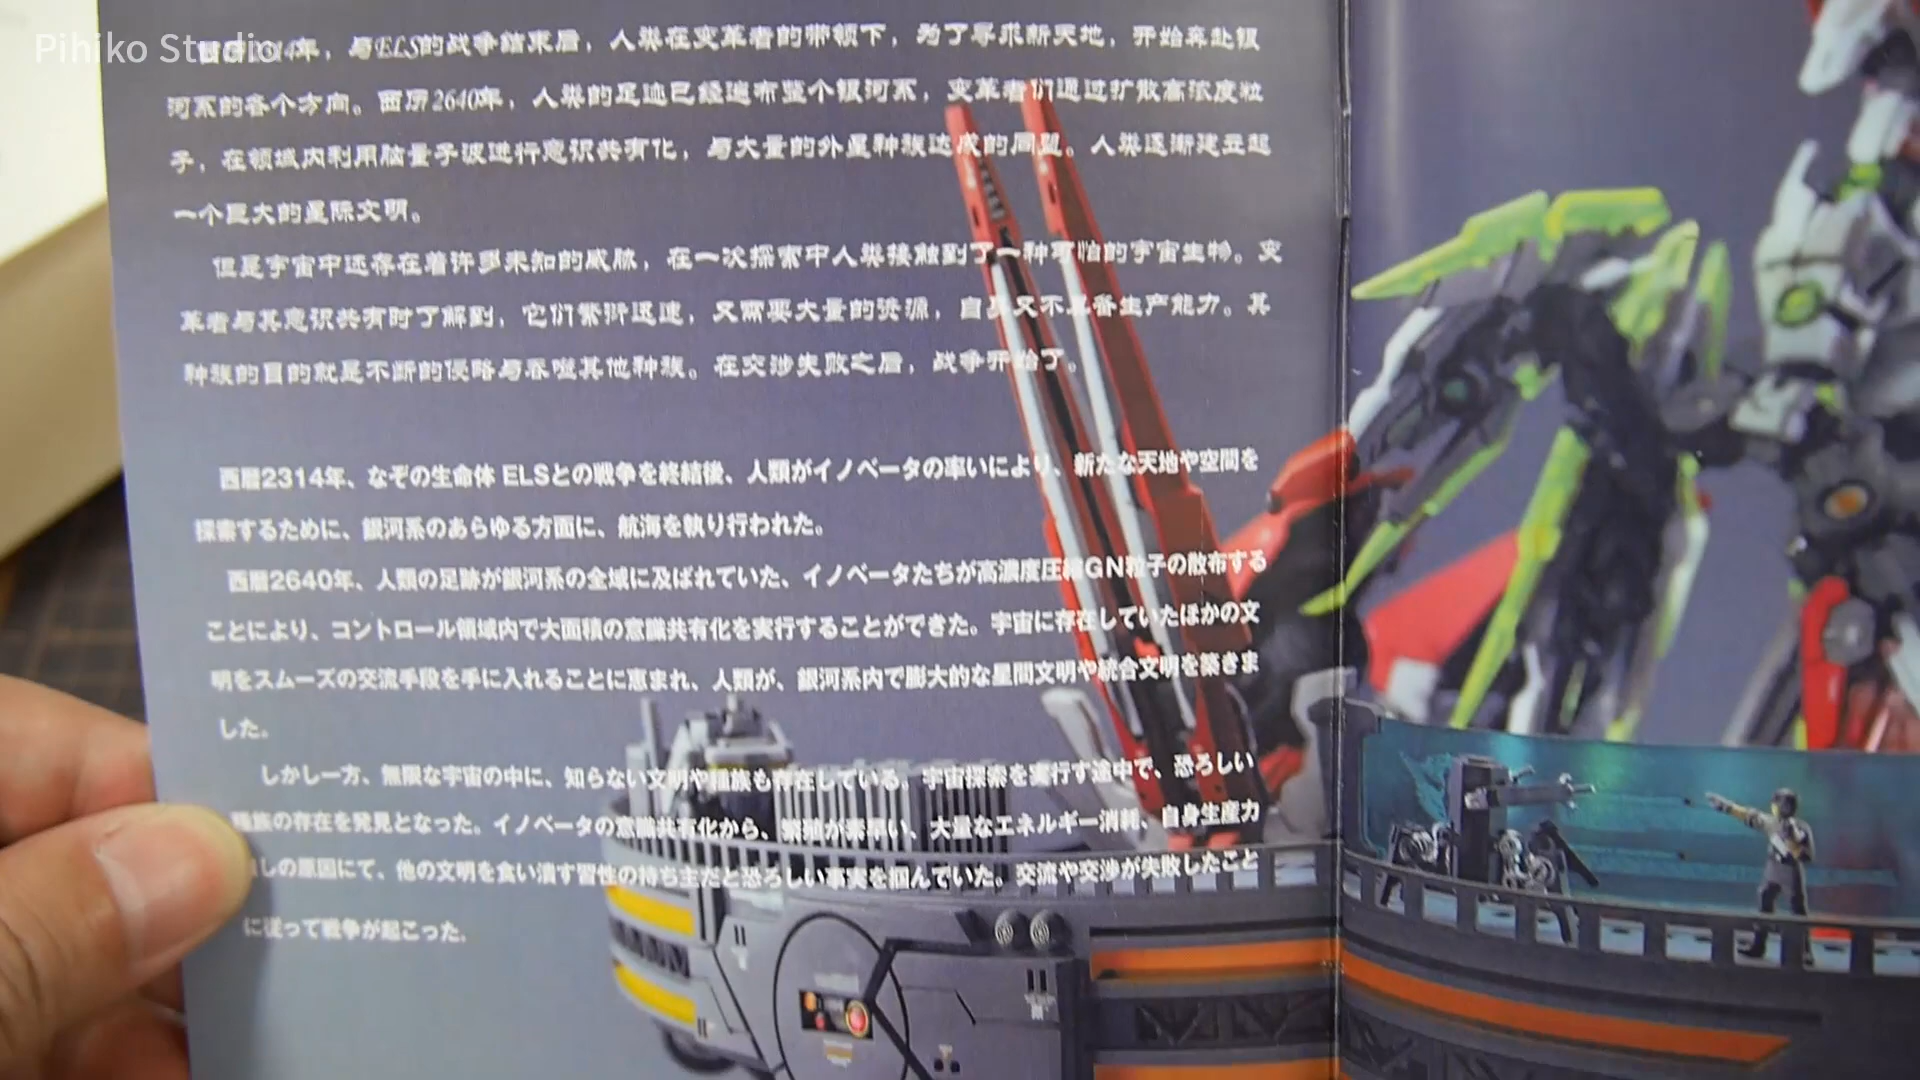 Pihiko Studio
年，与ELS的战争结束后，人类在变革者的带领下，为了寻求新天地，开始奔赴银
河系的各个方向。西历2640年，人类的足迹已经遍布整个银河系，变革者们通过扩散高浓度粒
子，在领域内利用脑量子波进行意识共有化，与大量的外星种族达成的同盟。人类逐渐建立起
一个巨大的星际文明。
但是宇宙中还存在着许多未知的威胁，在一次探索中人类接触到了一种可怕的宇宙生物。变
革者与其意识共有时了解到，它们繁衍迅速，又需要大量的资源，自身又不具备生产能力。其
种族的目的就是不断的侵略与吞噬其他种族。在交涉失败之后，战争开始了。
西暦2314年、なぞの生命体 ELSとの戦争を終結後、人類がイノベータの率いにより、新たな天地や空間を
探索するために、銀河系のあらゆる方面に、航海を執り行われた。
西暦2640年、人類の足跡が銀河系の全域に及ばれていた、イノベータたちが高濃度圧縮GN粒子の散布する
ことにより、コントロール領域内で大面積の意識共有化を実行することができた。宇宙に存在していたほかの文
明をスムーズの交流手段を手に入れることに恵まれ、人類が、銀河系内で膨大的な星間文明や統合文明を築きま
した。
しかし一方、無限な宇宙の中に、知らない文明や種族も存在している。宇宙探索を実行す途中で、恐ろしい
種族の存在を発見となった。イノベータの意識共有化から、繁殖が素早い、大量なエネルギー消耗、自身生産力
しの原因にて、他の文明を食い潰す習性の持ち主だと恐ろしい事実を掴んでいた。交流や交渉が失敗したこと
に従って戦争が起こった。